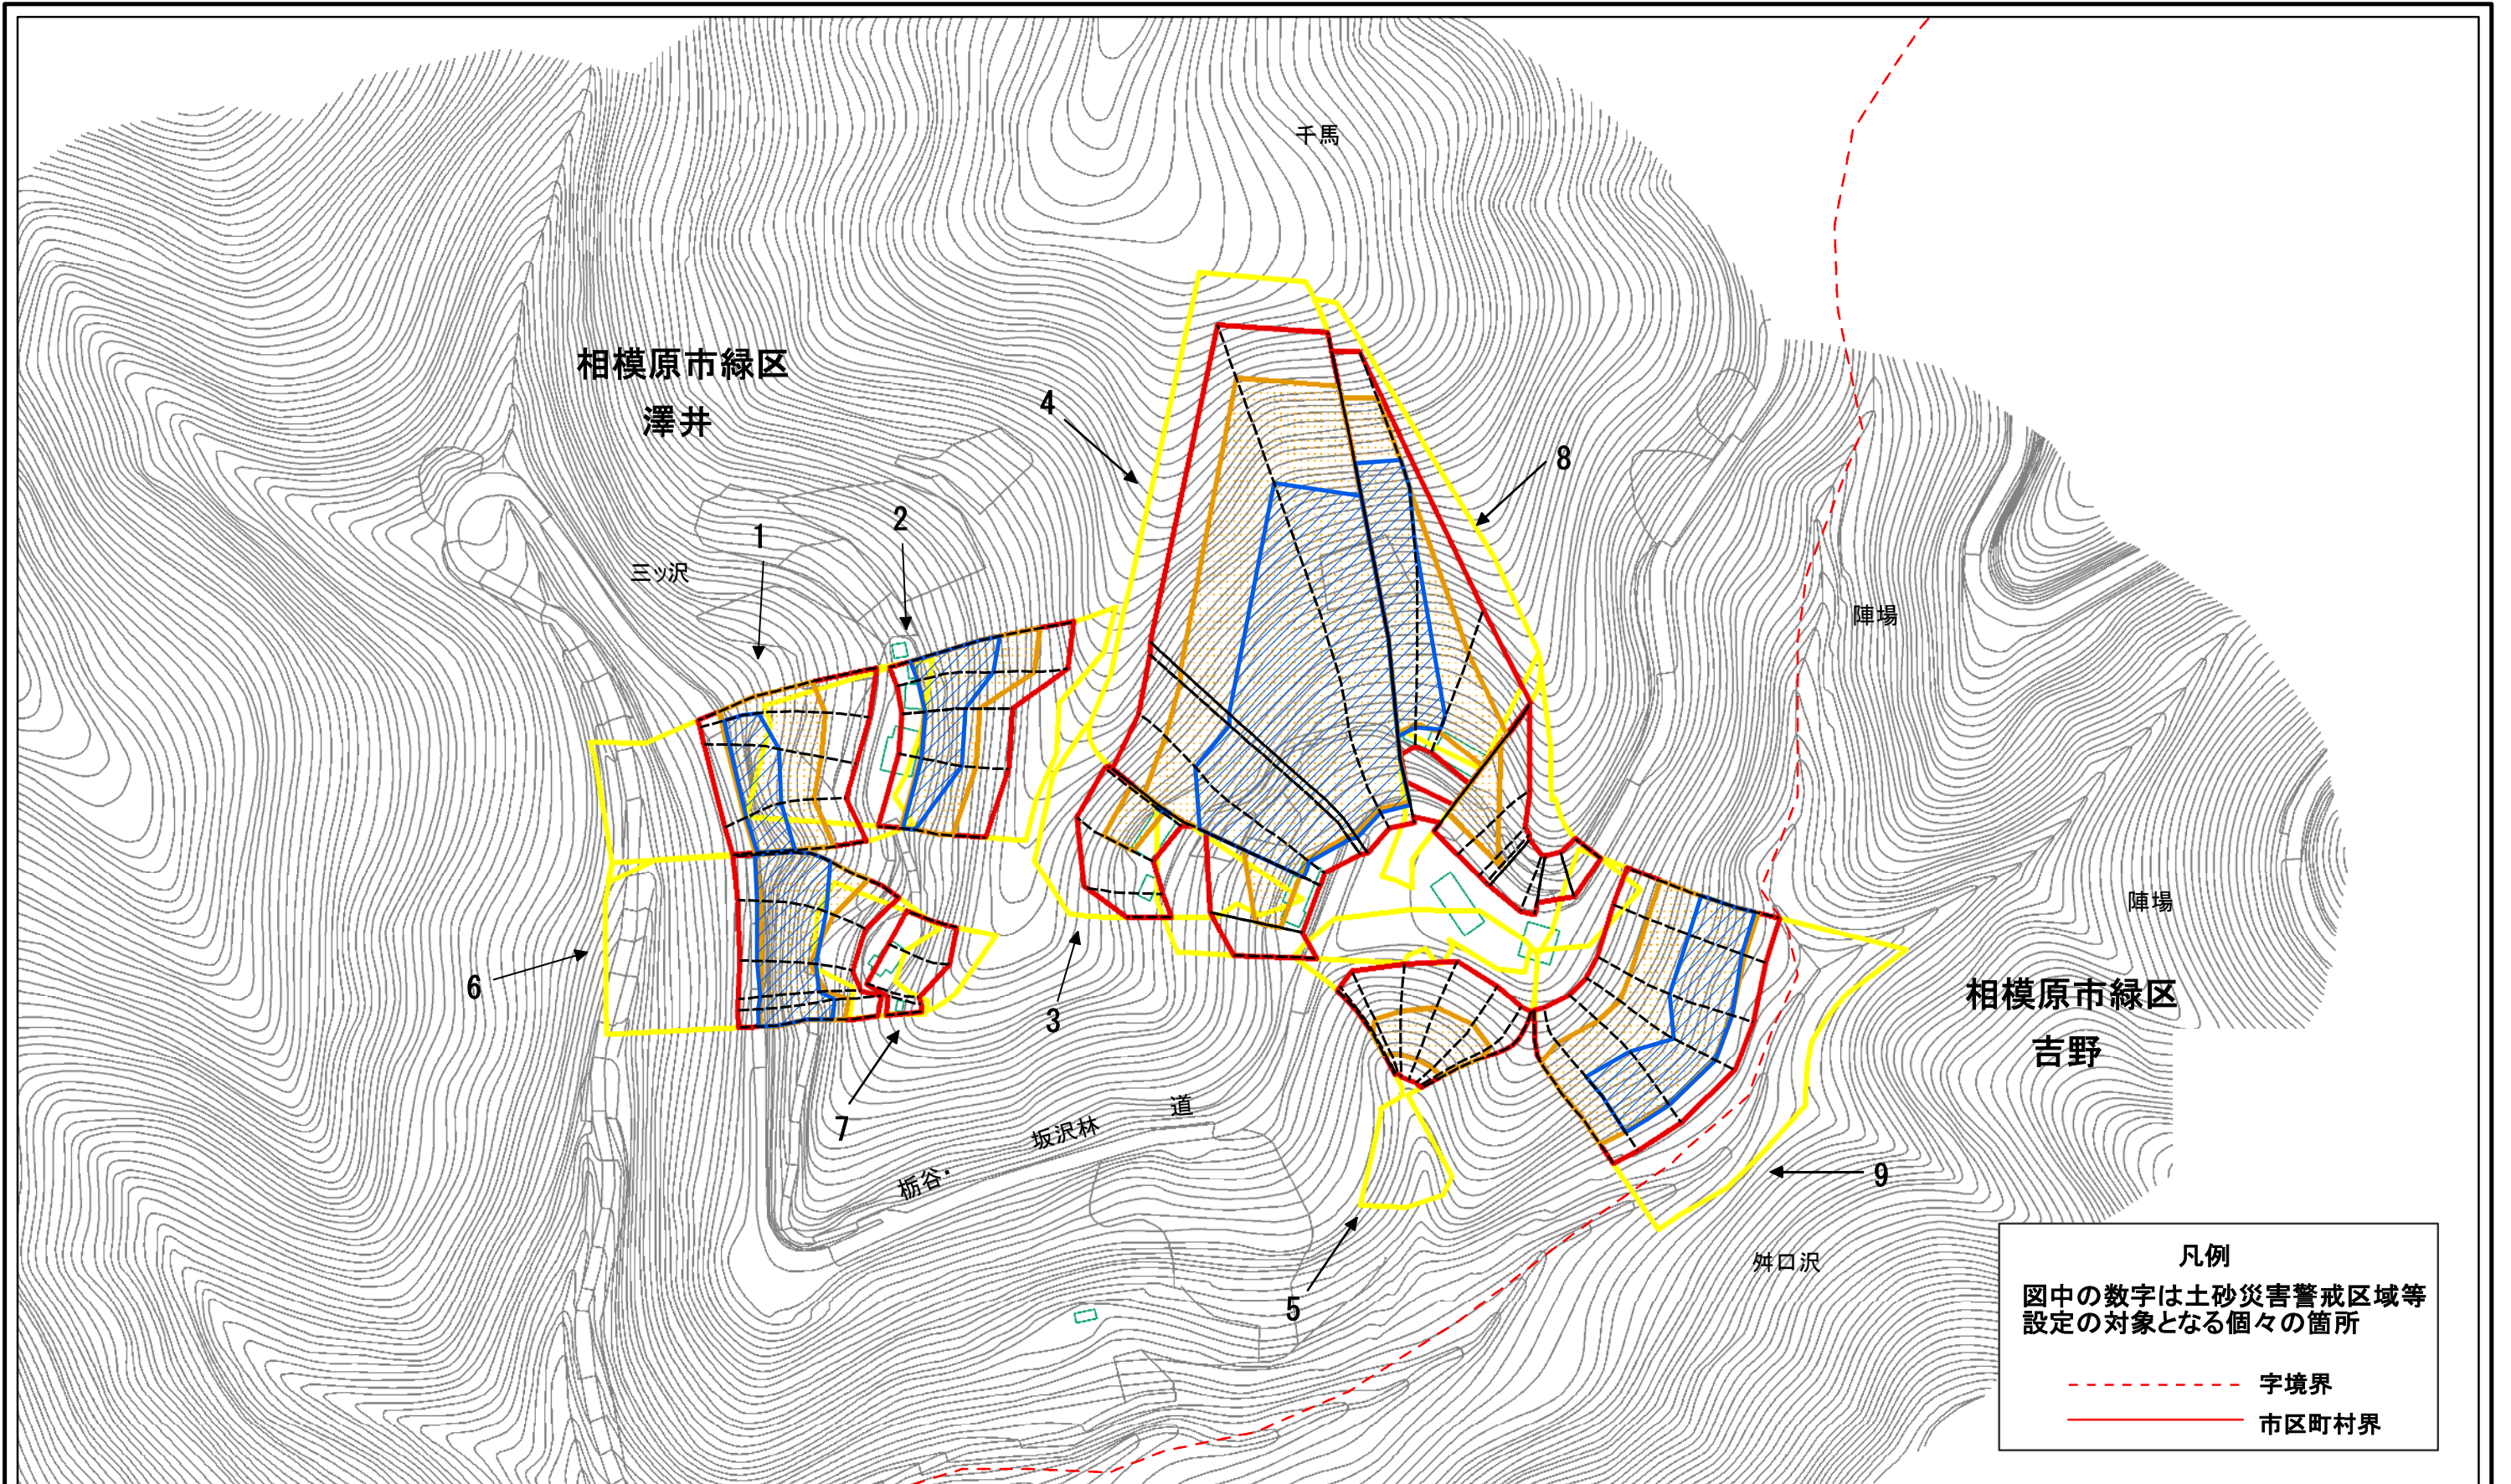 千馬
相模原市緑区
澤井
4
8
2
1
三ッ沢
陣場
陣場
6
相模原市緑区
吉野
3
7
道
坂沢林
栃谷・
9
舛口沢
5
凡例
図中の数字は土砂災害警戒区域等
設定の対象となる個々の箇所
字境界
市区町村界